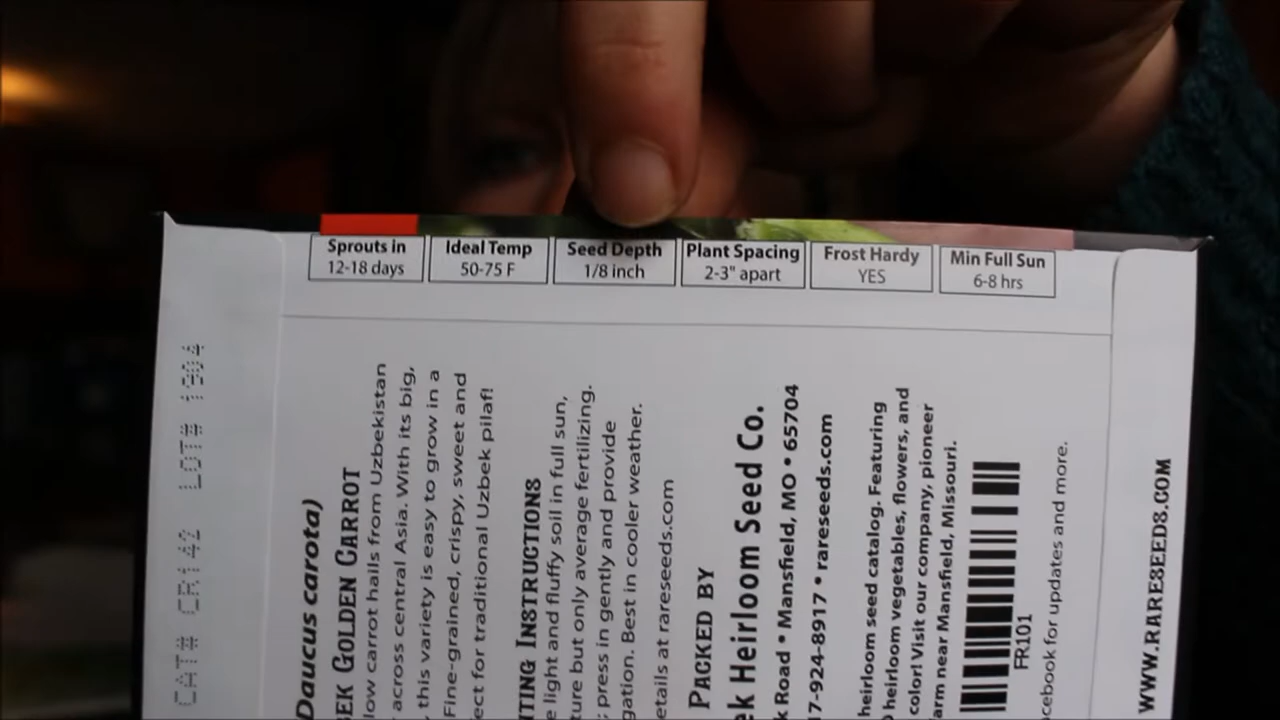 Sprouts in
12-18 days
Ideal Temp
50-75 F
Seed Depth
1/8 inch
Plant Spacing
2-3" apart
Frost Hardy
YES
Min Full Sun
6-8 hrs
CAT# CR142 LOT# 190A
Daucus carota)
GOLDEN CARROT
low carrot hails from Uzbekistan
across central Asia. With its big,
this variety is easy to grow in a
Fine-grained, crispy, sweet and
ect for traditional Uzbek pilaf!
TING INSTRUCTIONS
e light and fluffy soil in full sun,
ture but only average fertilizing.
; press in gently and provide
gation. Best in cooler weather.
etails at rareseeds.com
PACKED BY
ek Heirloom Seed Co.
k Road * Mansfield, MO • 65704
17-924-8917 * rareseeds.com
heirloom seed catalog. Featuring
heirloom vegetables, flowers, and
color! Visit our company, pioneer
arm near Mansfield, Missouri.
FR101
cebook for updates and more.
WWW.RARESEEDS.COM